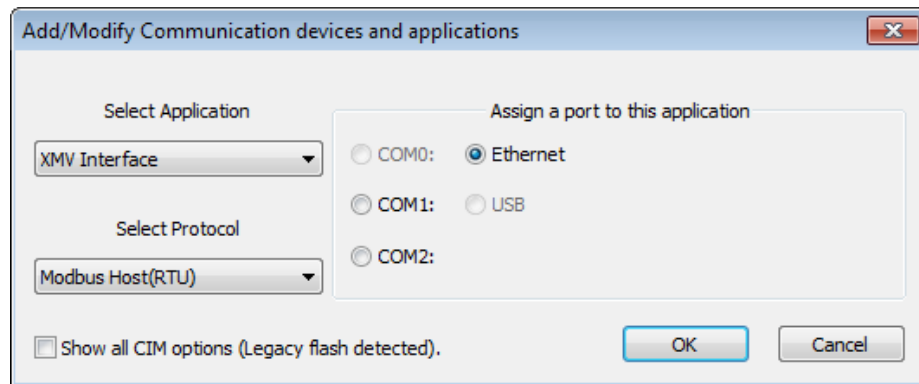 Add/Modify Communication devices and applications
Select Application
XMV Interface
Select Protocol
Modbus Host(RTU)
Assign a port to this application
COM0:
Ethernet
COM1:
USB
COM2:
Show all CIM options (Legacy flash detected).
OK
Cancel